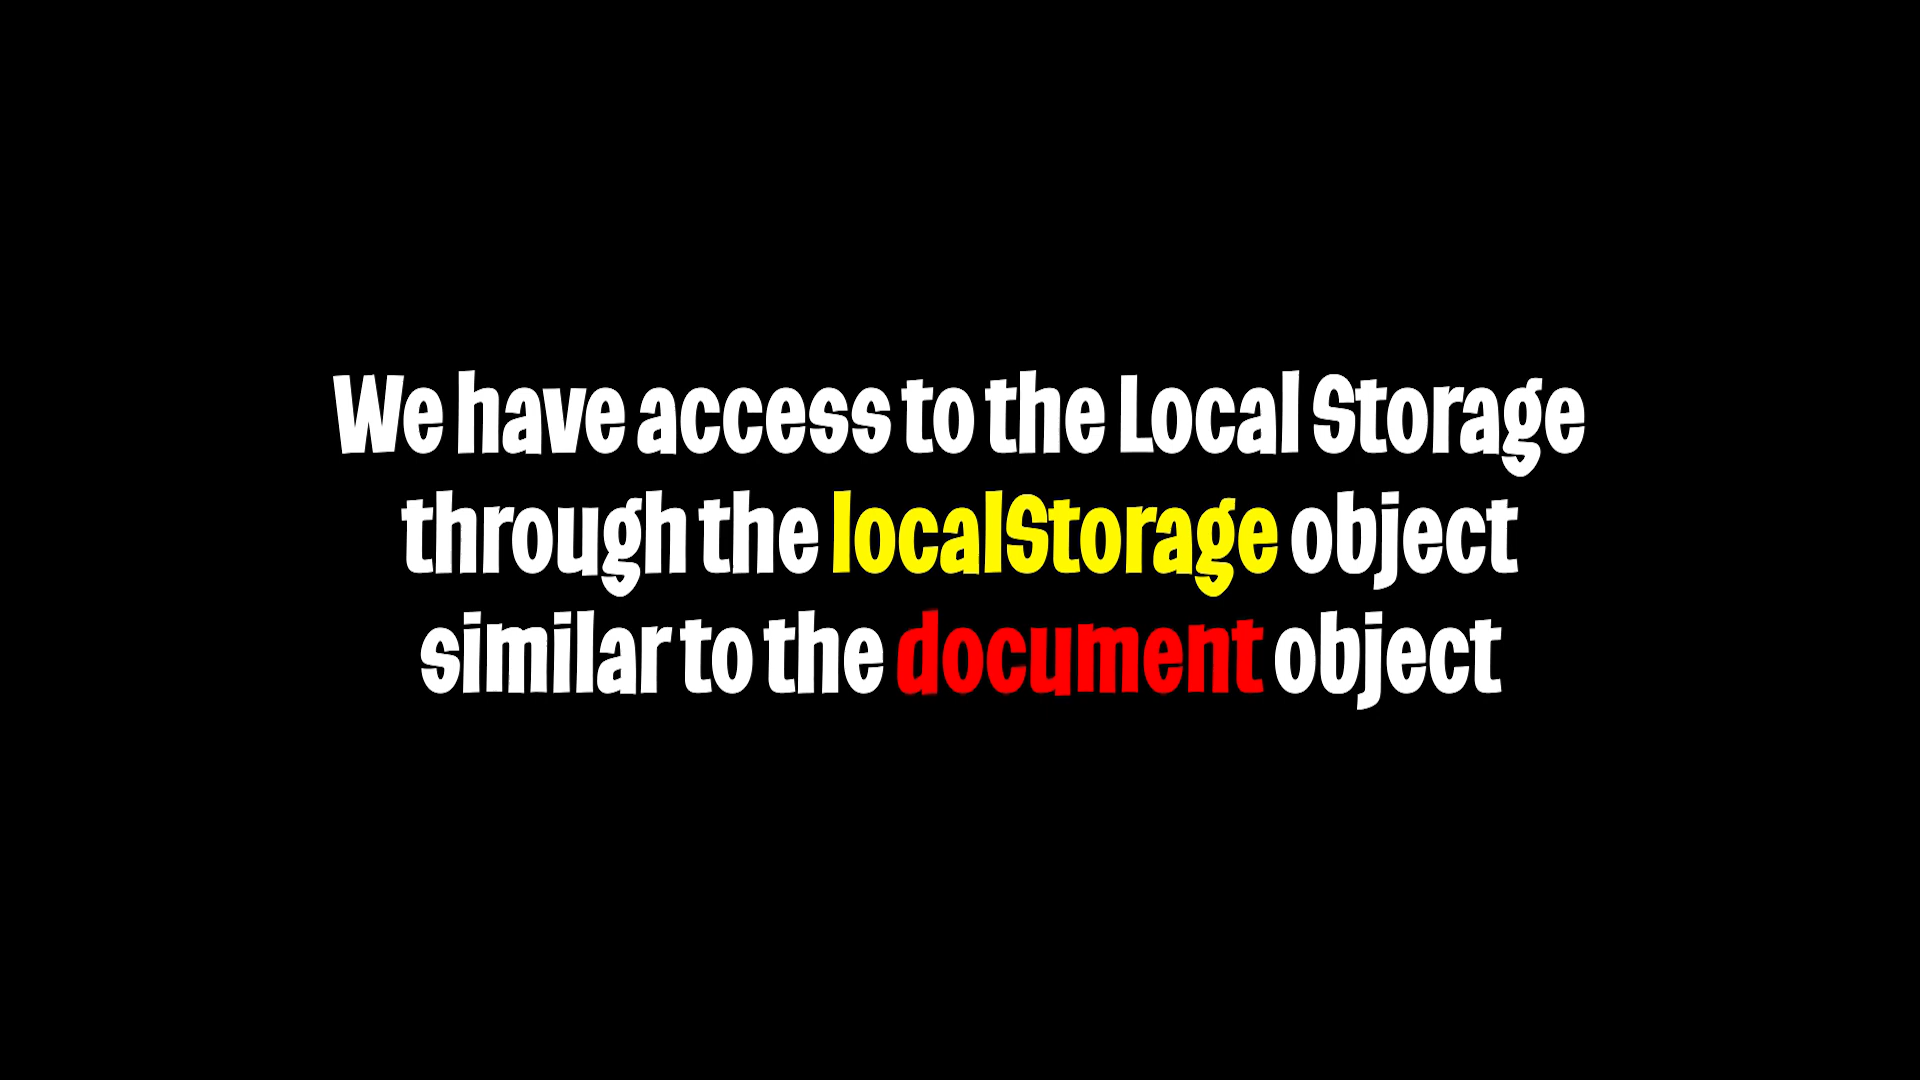 We have access to the Local Storage
through the localStorage object
similar to the document object